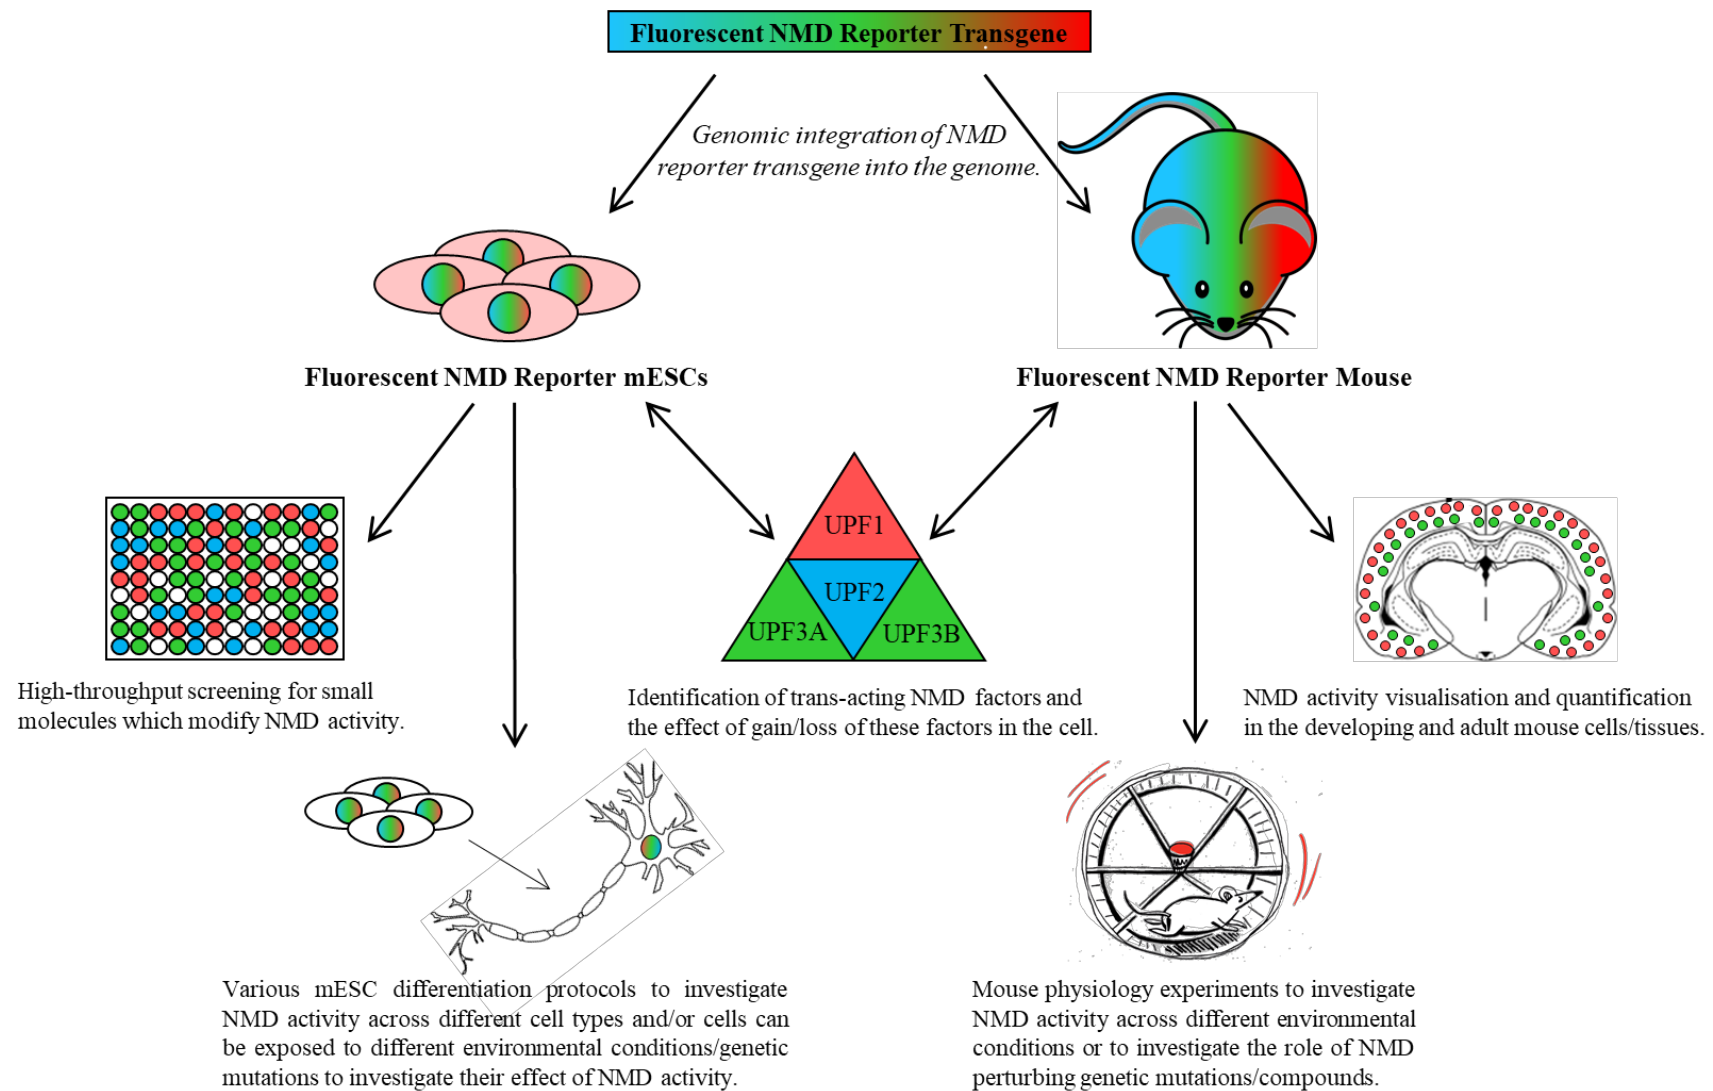 Fluorescent NMD Reporter Transgene
Genomic integration of NMD
reporter transgene into the genome.
Fluorescent NMD Reporter mESCs
Fluorescent NMD Reporter Mouse
UPF1
UPF2
UPF3A
UPF3B
High-throughput screening for small
molecules which modify NMD activity.
Identification of trans-acting NMD factors and
the effect of gain/loss of these factors in the cell.
NMD activity visualisation and quantification
in the developing and adult mouse cells/tissues.
Various mESC differentiation protocols to investigate
NMD activity across different cell types and/or cells can
be exposed to different environmental conditions/genetic
mutations to investigate their effect of NMD activity.
Mouse physiology experiments to investigate
NMD activity across different environmental
conditions or to investigate the role of NMD
perturbing genetic mutations/compounds.